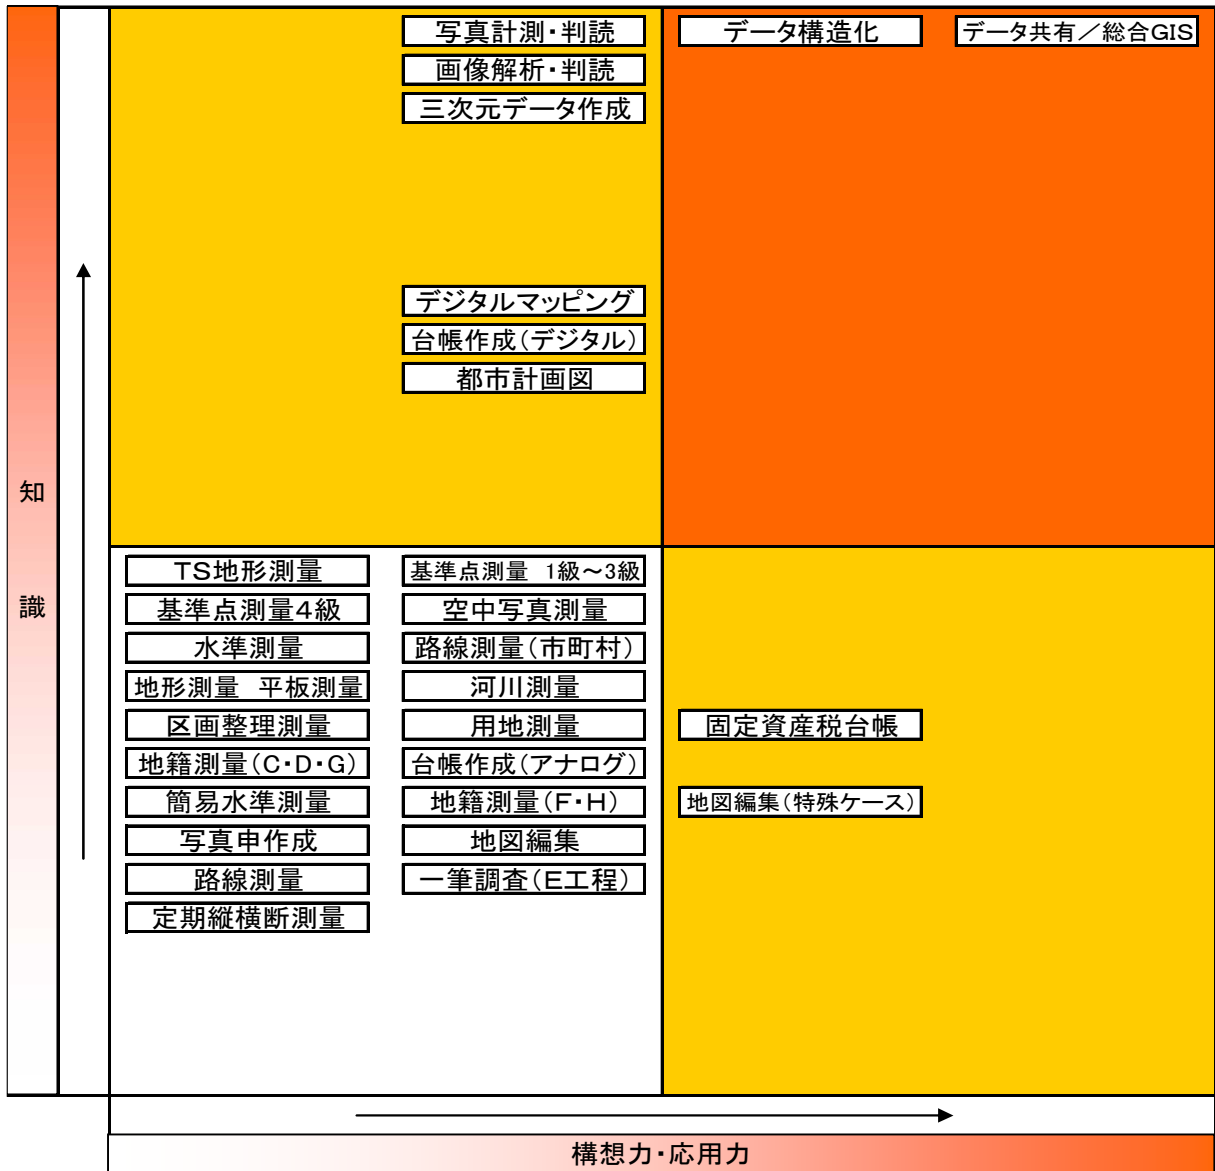 写真計測・判読
データ構造化
データ共有／総合GIS
画像解析・判読
三次元データ作成
デジタルマッピング
台帳作成（デジタル）
都市計画図
知
識
TS地形測量
基準点測量　1級～3級
基準点測量4級
空中写真測量
水準測量
路線測量（市町村）
地形測量　平板測量
河川測量
区画整理測量
用地測量
固定資産税台帳
地籍測量（C・D・G）
台帳作成（アナログ）
簡易水準測量
地籍測量（F・H）
地図編集（特殊ケース）
写真申作成
地図編集
路線測量
一筆調査（E工程）
定期縦横断測量
構想力・応用力